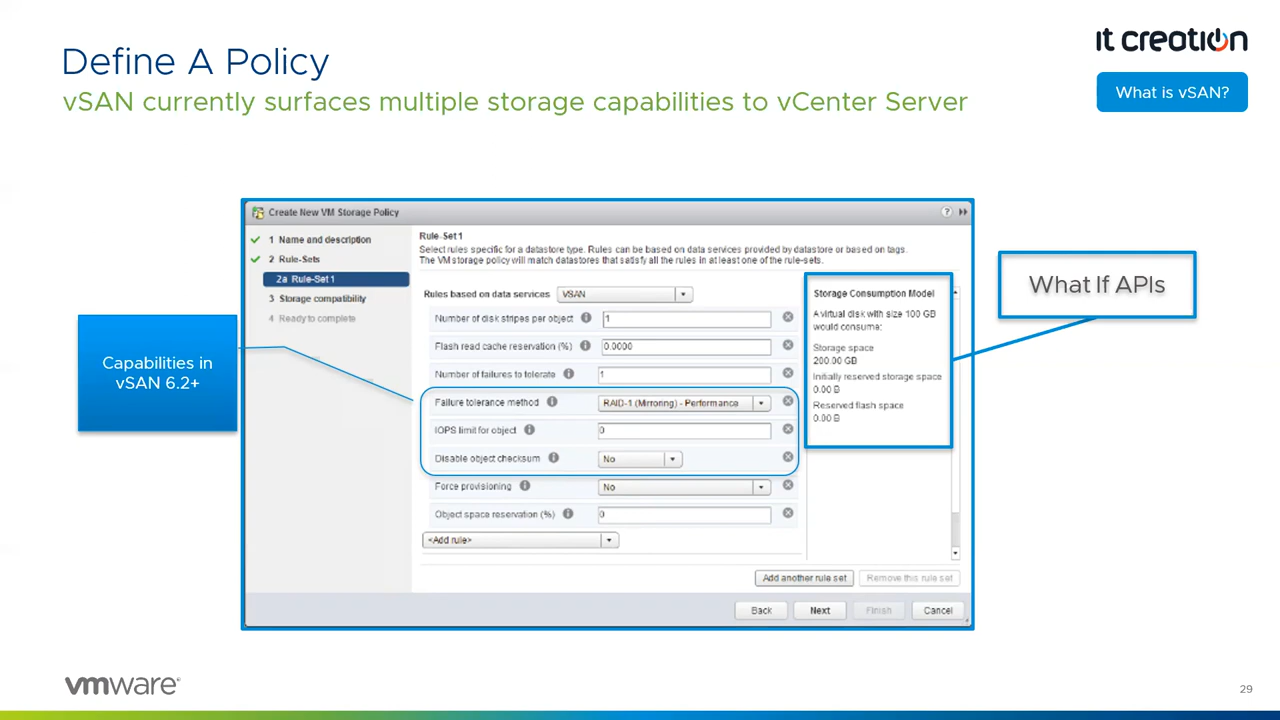 it creation
Define A Policy
vSAN currently surfaces multiple storage capabilities to vCenter Server
What is vSAN?
Create New VM Storage Policy
1 Name and description
2 Rule-Sets
2a Rule-Set 1
3 Storage compatibility
4 Ready to complete
Rule-Set 1
Select rules specific for a datastore type. Rules can be based on data services provided by datastore or based on tags.
The VM storage policy will match datastores that satisfy all the rules in at least one of the rule-sets.
Rules based on data services VSAN
Number of disk stripes per object 1
Flash read cache reservation (%) 0.0000
Number of failures to tolerate 1
Failure tolerance method RAID-1 (Mirroring) - Performance
IOPS limit for object 0
Disable object checksum No
Force provisioning No
Object space reservation (%) 0
<Add rule>
Storage Consumption Model
A virtual disk with size 100 GB
would consume:
Storage space
200.00 GB
Initially reserved storage space
0.00 B
Reserved flash space
0.00 B
Add another rule set Remove this rule set
Back Next Finish Cancel
What If APIs
Capabilities in
vSAN 6.2+
vmware
29